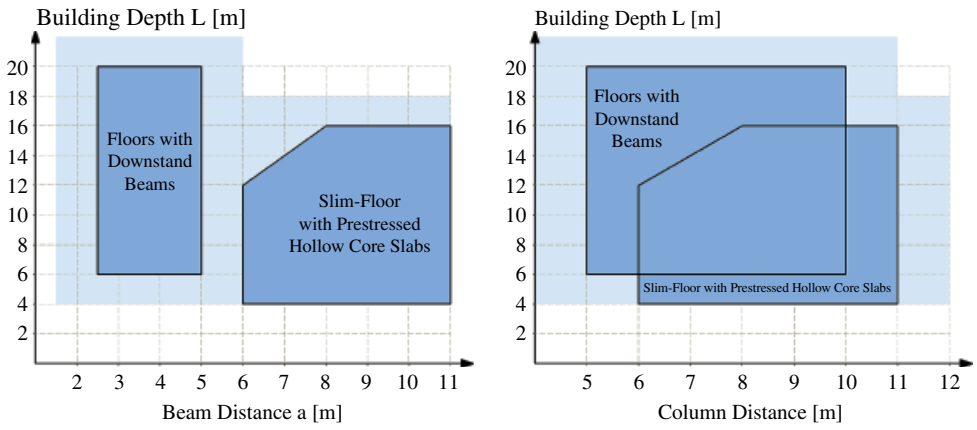 Building Depth L [m]
20
18
16
14
12
10
8
6
4
2
Floors with
Downstand
Beams
Slim-Floor
with Prestressed
Hollow Core Slabs
2 3 4 5 6 7 8 9 10 11
Beam Distance a [m]
Building Depth L [m]
20
18
16
14
12
10
8
6
4
2
Floors with
Downstand
Beams
Slim-Floor with Prestressed Hollow Core Slabs
5 6 7 8 9 10 11 12
Column Distance [m]